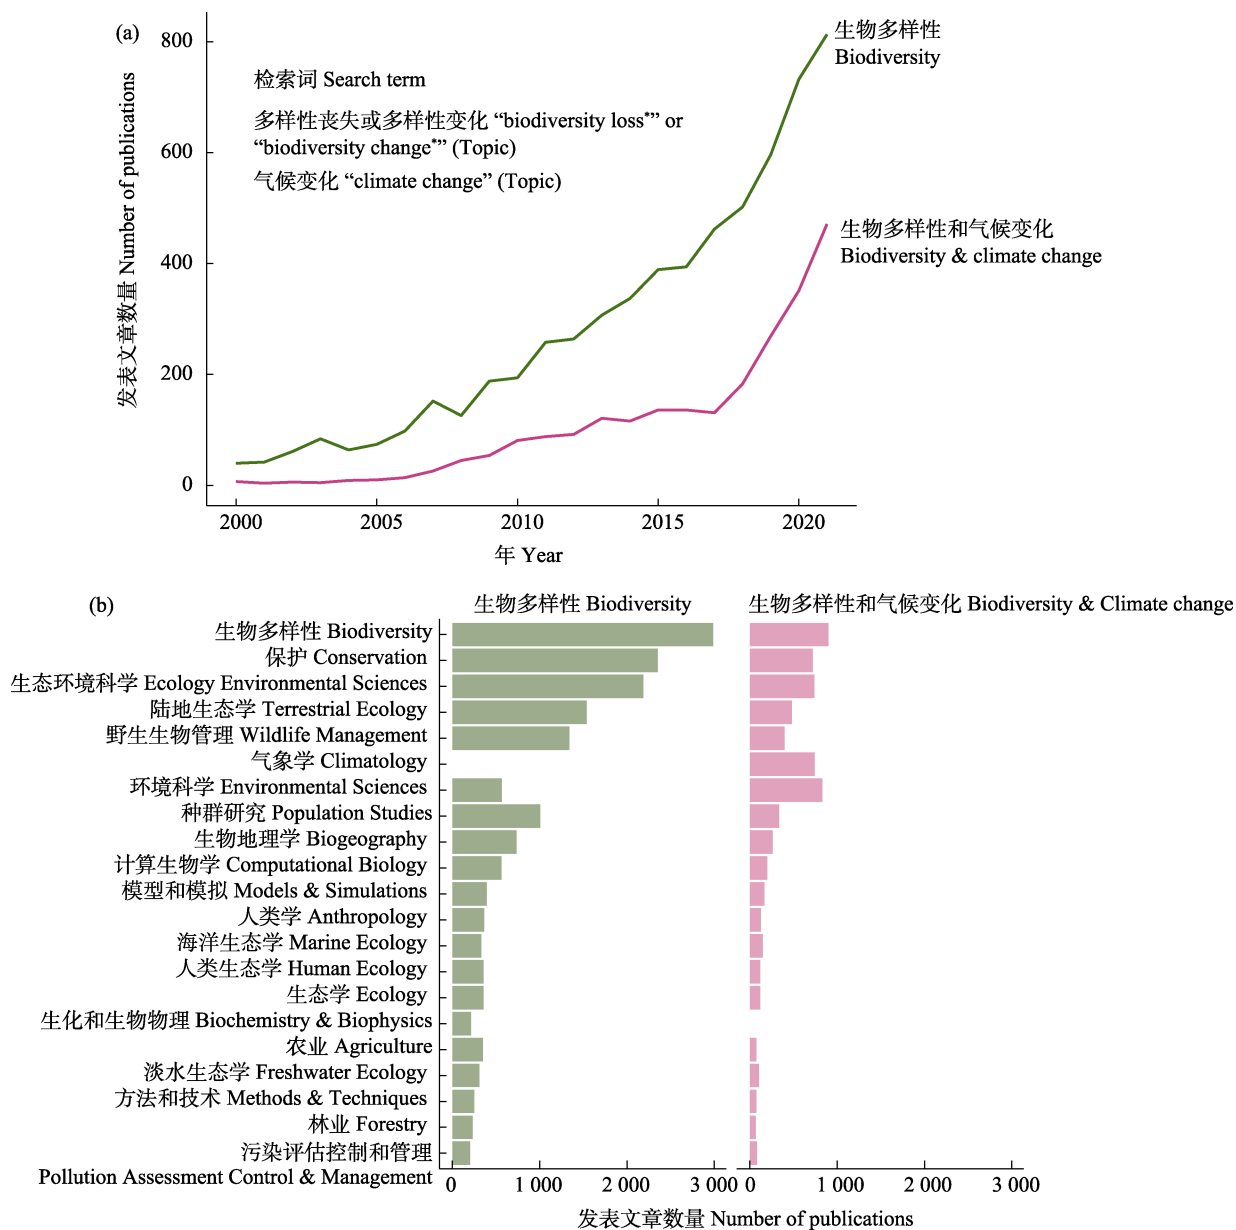 (a)
800
600
400
200
0
发表文章数量 Number of publications
检索词 Search term
多样性丧失或多样性变化 “biodiversity loss*” or
“biodiversity change*” (Topic)
气候变化 “climate change” (Topic)
生物多样性
Biodiversity
生物多样性和气候变化
Biodiversity & climate change
2000 2005 2010 2015 2020
年 Year
(b)
生物多样性 Biodiversity
生物多样性和气候变化 Biodiversity & Climate change
生物多样性 Biodiversity
保护 Conservation
生态环境科学 Ecology Environmental Sciences
陆地生态学 Terrestrial Ecology
野生生物管理 Wildlife Management
气象学 Climatology
环境科学 Environmental Sciences
种群研究 Population Studies
生物地理学 Biogeography
计算生物学 Computational Biology
模型和模拟 Models & Simulations
人类学 Anthropology
海洋生态学 Marine Ecology
人类生态学 Human Ecology
生态学 Ecology
生化和生物物理 Biochemistry & Biophysics
农业 Agriculture
淡水生态学 Freshwater Ecology
方法和技术 Methods & Techniques
林业 Forestry
污染评估控制和管理
Pollution Assessment Control & Management
0 1 000 2 000 3 000 0 1 000 2 000 3 000
发表文章数量 Number of publications